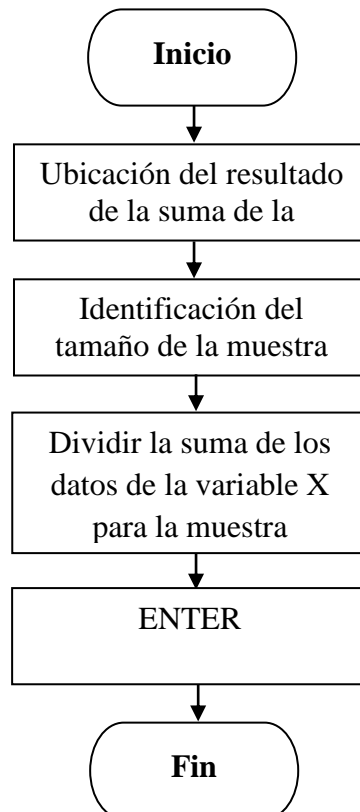 Inicio
Ubicación del resultado
de la suma de la
Identificación del
tamaño de la muestra
Dividir la suma de los
datos de la variable X
para la muestra
ENTER
Fin